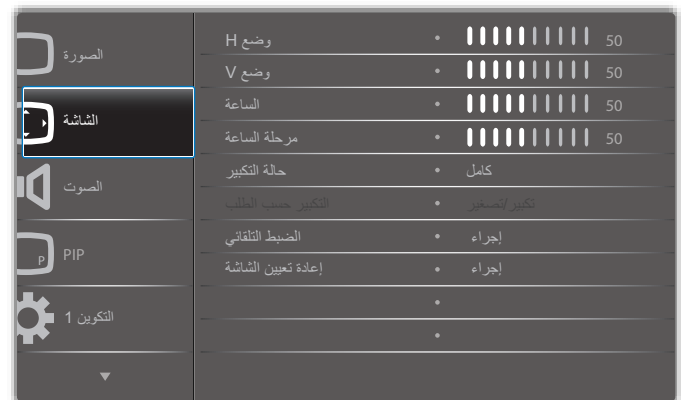 الصورة
الشاشة
الصوت
P
PIP
التكوين 1
وضع H 50
وضع V 50
الساعة 50
مرحلة الساعة 50
حالة التكبير كامل
التكبير حسب الطلب تكبير/تصغير
الضبط التلقائي إجراء
إعادة تعيين الشاشة إجراء